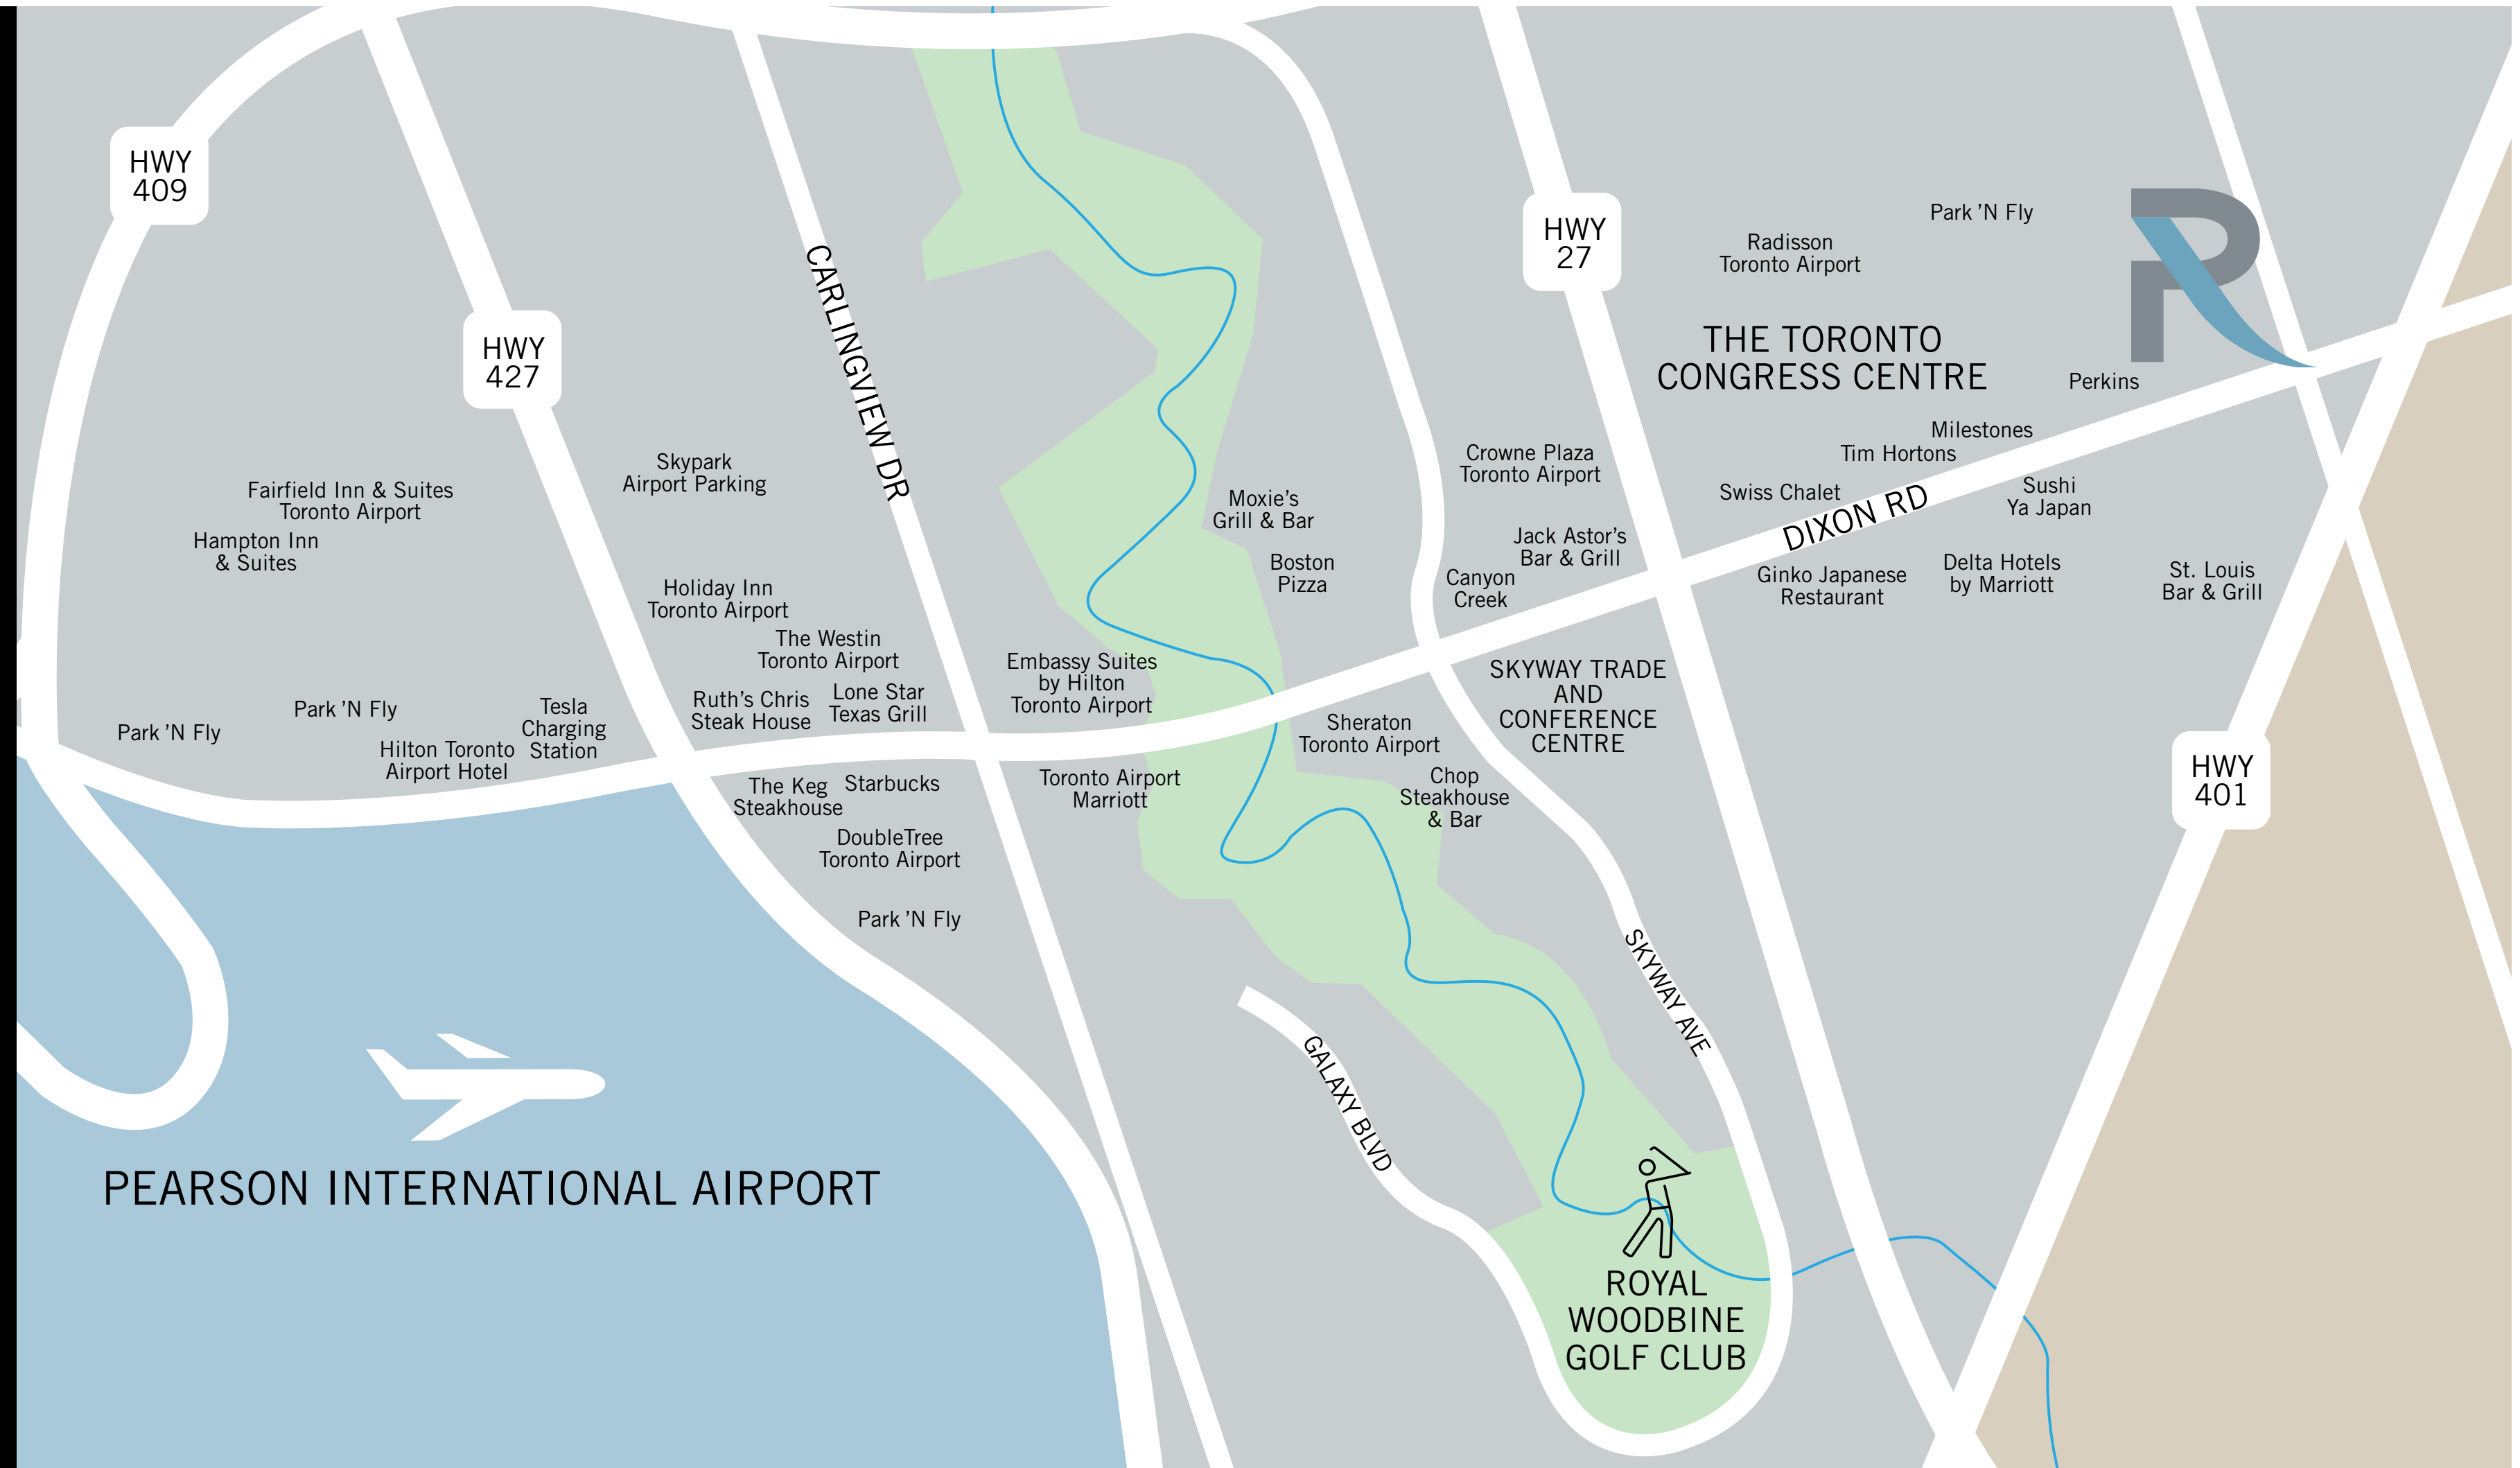 HWY
409
HWY
427
CARLINGVIEW DR
HWY
27
Park ’N Fly
Radisson
Toronto Airport
THE TORONTO
CONGRESS CENTRE
R
Perkins
Milestones
Tim Hortons
Swiss Chalet
DIXON RD
Sushi
Ya Japan
Crowne Plaza
Toronto Airport
Jack Astor’s
Bar & Grill
Canyon
Creek
Ginko Japanese
Restaurant
Delta Hotels
by Marriott
St. Louis
Bar & Grill
Moxie’s
Grill & Bar
Boston
Pizza
Skypark
Airport Parking
Fairfield Inn & Suites
Toronto Airport
Hampton Inn
& Suites
Holiday Inn
Toronto Airport
The Westin
Toronto Airport
Ruth’s Chris
Steak House
Lone Star
Texas Grill
Embassy Suites
by Hilton
Toronto Airport
Park ’N Fly
Park ’N Fly
Hilton Toronto
Airport Hotel
Tesla
Charging
Station
The Keg
Steakhouse
Starbucks
DoubleTree
Toronto Airport
Park ’N Fly
Toronto Airport
Marriott
Sheraton
Toronto Airport
Chop
Steakhouse
& Bar
SKYWAY TRADE
AND
CONFERENCE
CENTRE
HWY
401
SKYWAY AVE
GALAXY BLVD
PEARSON INTERNATIONAL AIRPORT
ROYAL
WOODBINE
GOLF CLUB